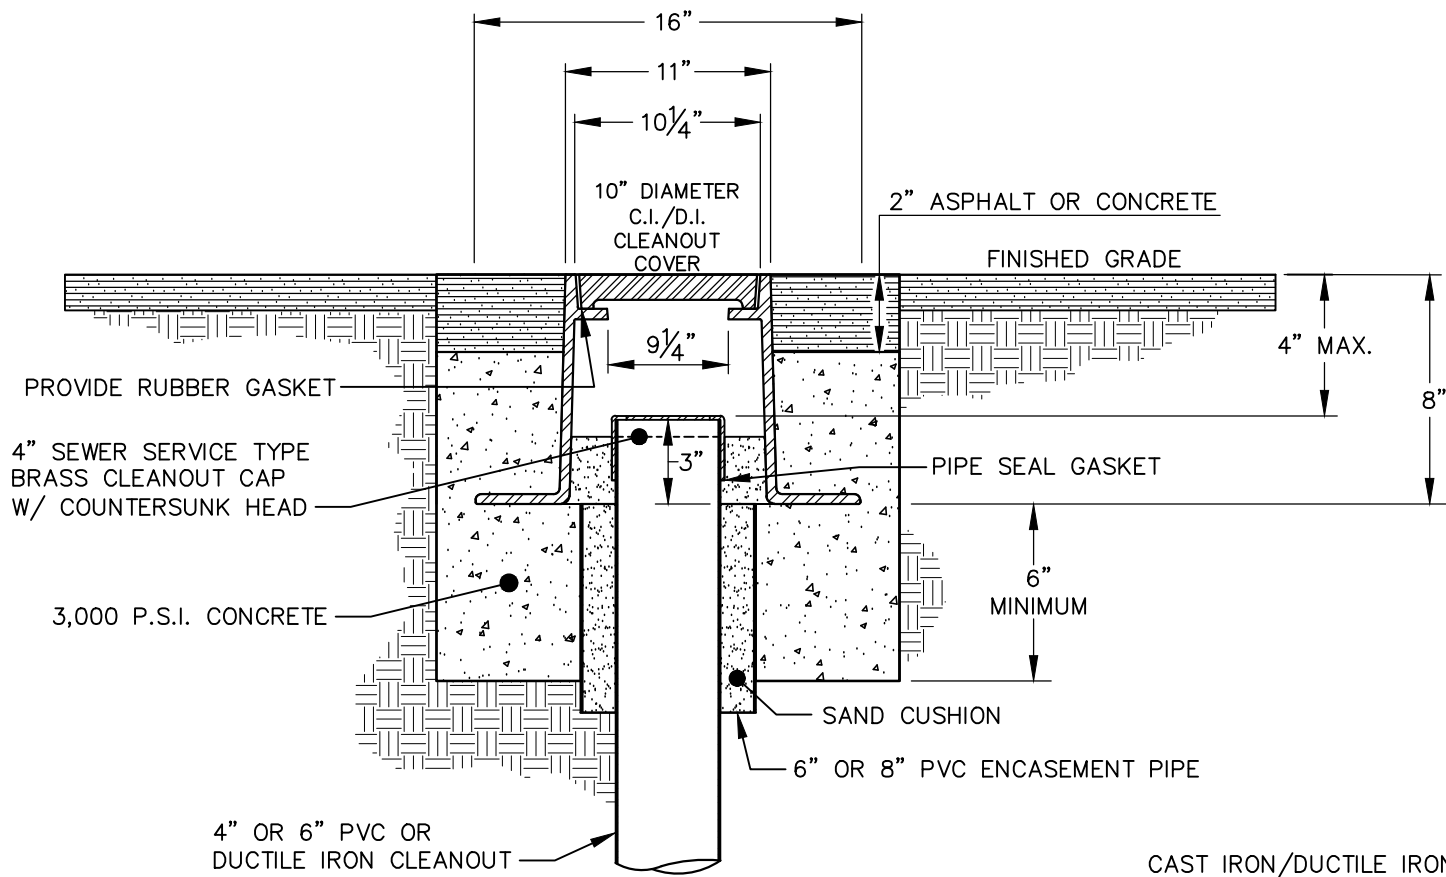 16”
11”
10¼”
10” DIAMETER
C.I./D.I.
CLEANOUT
COVER
2” ASPHALT OR CONCRETE
FINISHED GRADE
9¼”
4” MAX.
PROVIDE RUBBER GASKET
8”
4” SEWER SERVICE TYPE
BRASS CLEANOUT CAP
W/ COUNTERSUNK HEAD
3”
PIPE SEAL GASKET
6”
MINIMUM
3,000 P.S.I. CONCRETE
SAND CUSHION
6” OR 8” PVC ENCASEMENT PIPE
4” OR 6” PVC OR
DUCTILE IRON CLEANOUT
CAST IRON/DUCTILE IRON